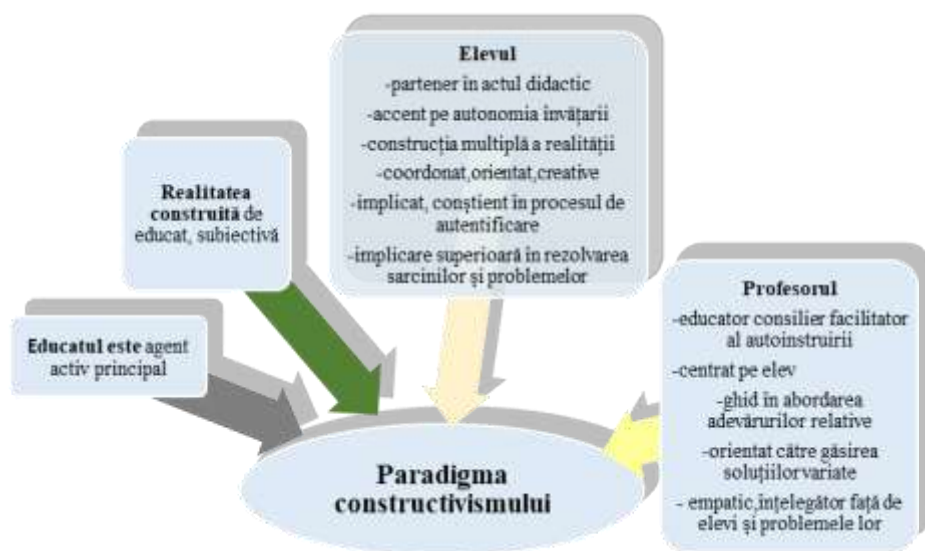 Elevul
-partener în actul didactic
-accent pe autonomia învățarii
-construcția multiplă a realității
-coordonat,orientat,creative
-implicat, conștient în procesul de
autentificare
-implicare superioară în rezolvarea
sarcinilor și problemelor
Realitatea
construită de
educat, subiectivă
Educatul este agent
activ principal
Profesorul
-educator consilier facilitator
al autoinstruirii
-centrat pe elev
-ghid în abordarea
adevărurilor relative
-orientat către găsirea
soluțiilorvariate
- empatic,înțelegător față de
elevi și problemele lor
Paradigma
constructivismului